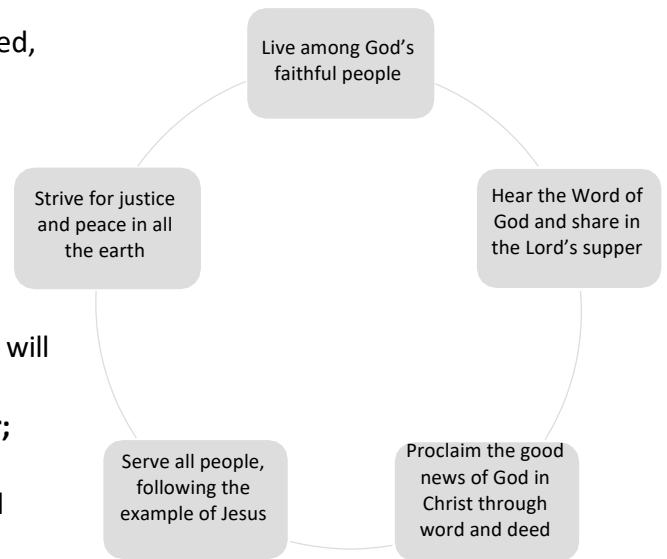 ed,
will
r;
d
Live among God’s
faithful people
Hear the Word of
God and share in
the Lord’s supper
Proclaim the good
news of God in
Christ through
word and deed
Serve all people,
following the
example of Jesus
Strive for justice
and peace in all
the earth